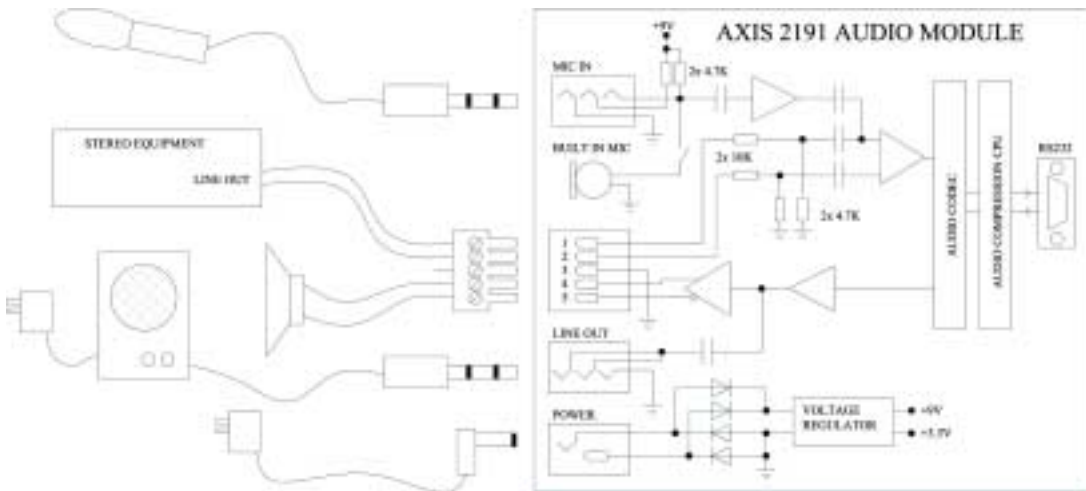 STEREO EQUIPMENT
LINE OUT
AXIS 2191 AUDIO MODULE
+9V
MIC IN
2x 4.7K
BUILT IN MIC
2x 10K
2x 4.7K
1
2
3
4
5
AUDIO CODEC
AUDIO COMPRESSION CPU
RS232
LINE OUT
POWER
VOLTAGE
REGULATOR
+9V
+3.3V